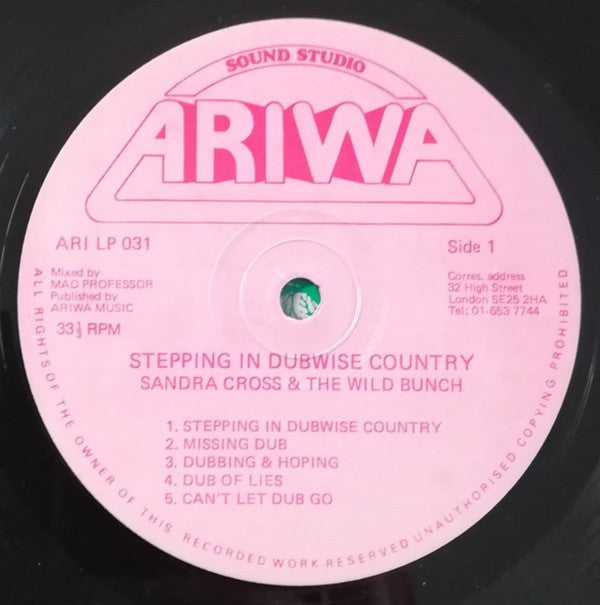 SOUND STUDIO
ARIWA
ARI LP 031
Side 1
Mixed by
MAD PROFESSOR
Published by
ARIWA MUSIC
33⅓ RPM
Corres. address
32 High Street
London SE25 2HA.
Tel: 01-653 7744
STEPPING IN DUBWISE COUNTRY
SANDRA CROSS & THE WILD BUNCH
1. STEPPING IN DUBWISE COUNTRY
2. MISSING DUB
3. DUBBING & HOPING
4. DUB OF LIES
5. CAN'T LET DUB GO
ALL RIGHTS OF THE OWNER OF THIS. RECORDED WORK RESERVED UNAUTHORISED COPYING PROHIBITED